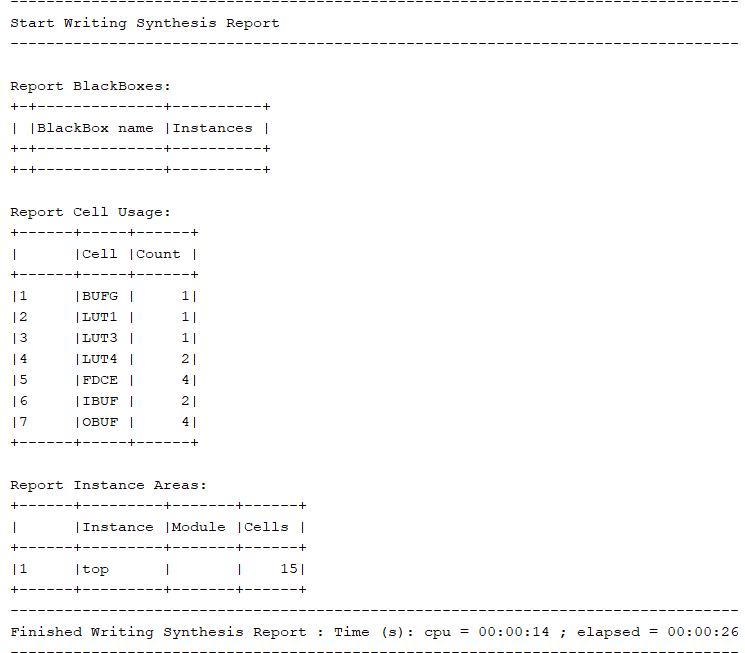 ---------------------------------------------------------------------------------
Start Writing Synthesis Report
---------------------------------------------------------------------------------

Report BlackBoxes:
+-+--------------+----------+
| |BlackBox name |Instances |
+-+--------------+----------+
+-+--------------+----------+

Report Cell Usage:
+------+-----+------+
|      |Cell |Count |
+------+-----+------+
|1     |BUFG |     1|
|2     |LUT1 |     1|
|3     |LUT3 |     1|
|4     |LUT4 |     2|
|5     |FDCE |     4|
|6     |IBUF |     2|
|7     |OBUF |     4|
+------+-----+------+

Report Instance Areas:
+------+---------+-------+------+
|      |Instance |Module |Cells |
+------+---------+-------+------+
|1     |top      |       |    15|
+------+---------+-------+------+
---------------------------------------------------------------------------------
Finished Writing Synthesis Report : Time (s): cpu = 00:00:14 ; elapsed = 00:00:26
---------------------------------------------------------------------------------